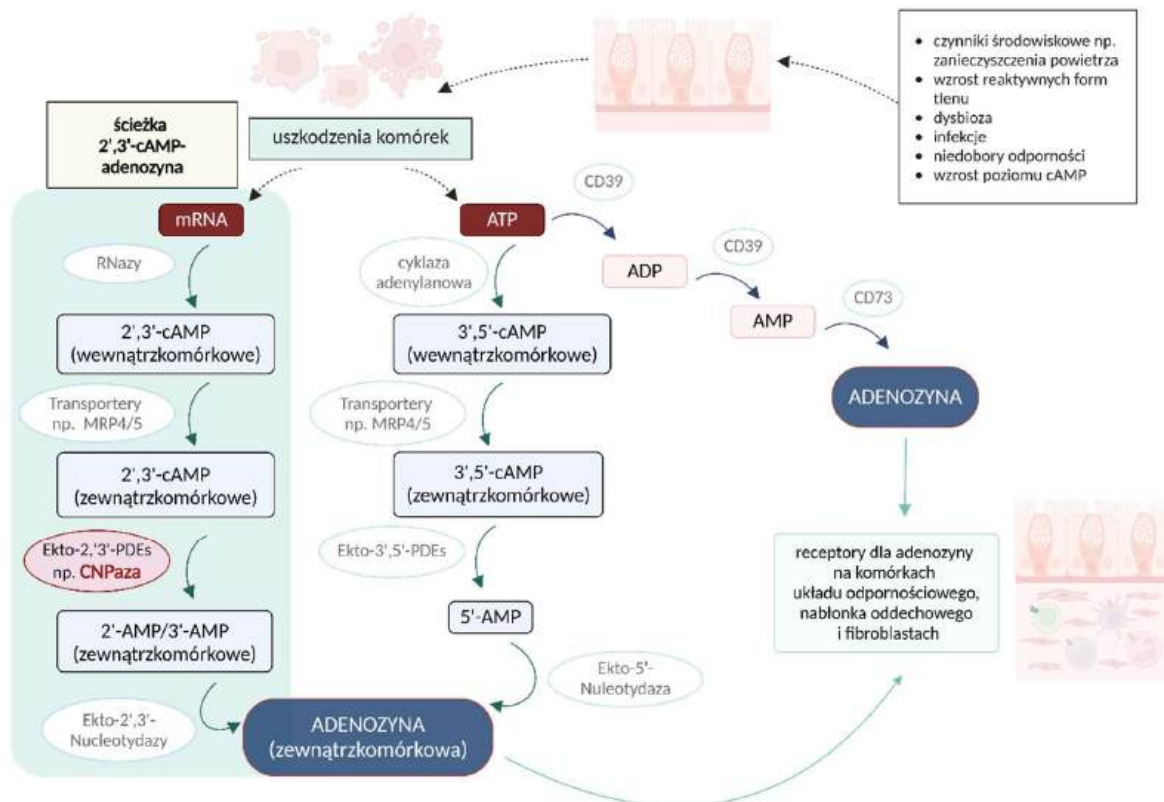 • czynniki środowiskowe np.
zanieczyszczenia powietrza
• wzrost reaktywnych form
tlenu
• dysbioza
• infekcje
• niedobory odporności
• wzrost poziomu cAMP
ścieżka
2',3'-cAMP-
adenozyna
uszkodzenia komórek
mRNA
ATP
CD39
RNazy
cyklaza
adenylanowa
ADP
CD39
AMP
CD73
2',3'-cAMP
(wewnątrzkomórkowe)
3',5'-cAMP
(wewnątrzkomórkowe)
ADENOZYNA
Transportery
np. MRP4/5
Transportery
np. MRP4/5
2',3'-cAMP
(zewnątrzkomórkowe)
3',5'-cAMP
(zewnątrzkomórkowe)
Ekto-2,'3'-PDEs
np. CNPaza
Ekto-3',5'-PDEs
receptory dla adenozyny
na komórkach
układu odpornościowego,
nabłonka oddechowego
i fibroblastach
2'-AMP/3'-AMP
(zewnątrzkomórkowe)
5'-AMP
Ekto-5'-
Nuleotydaza
Ekto-2',3'-
Nucleotydazy
ADENOZYNA
(zewnątrzkomórkowa)